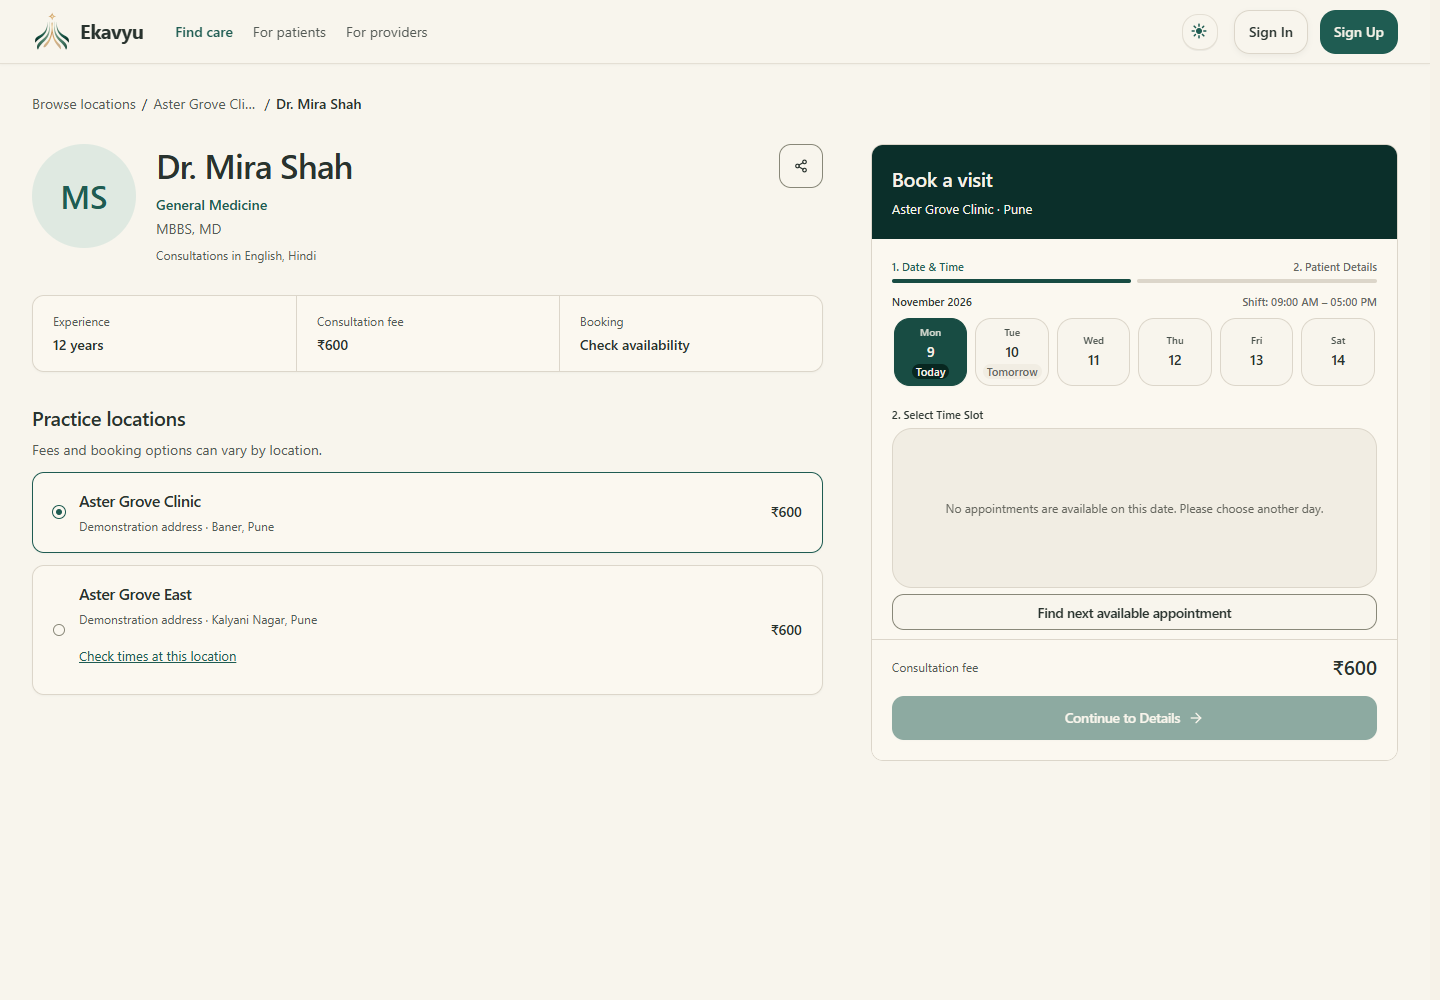 Ekavyu
Find care
For patients
For providers
Sign In
Sign Up
Browse locations / Aster Grove Cli... / Dr. Mira Shah
MS
Dr. Mira Shah
General Medicine
MBBS, MD
Consultations in English, Hindi
Experience
12 years
Consultation fee
₹600
Booking
Check availability
Practice locations
Fees and booking options can vary by location.
Aster Grove Clinic
Demonstration address · Baner, Pune
₹600
Aster Grove East
Demonstration address · Kalyani Nagar, Pune
₹600
Check times at this location
Book a visit
Aster Grove Clinic · Pune
1. Date & Time
2. Patient Details
November 2026
Shift: 09:00 AM – 05:00 PM
Mon
9
Today
Tue
10
Tomorrow
Wed
11
Thu
12
Fri
13
Sat
14
2. Select Time Slot
No appointments are available on this date. Please choose another day.
Find next available appointment
Consultation fee
₹600
Continue to Details →